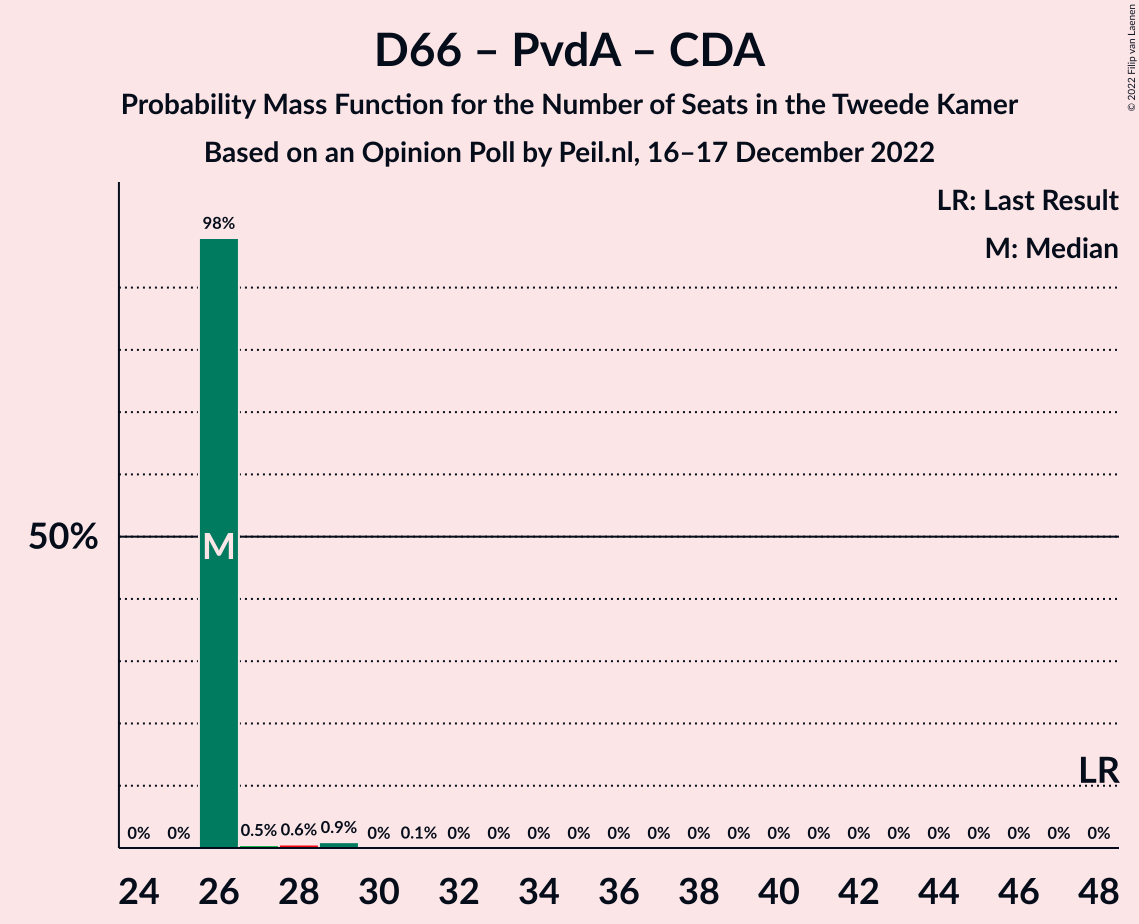 D66 – PvdA – CDA
Probability Mass Function for the Number of Seats in the Tweede Kamer
Based on an Opinion Poll by Peil.nl, 16–17 December 2022
© 2022 Filip van Laenen
LR: Last Result
M: Median
98%
50%
M
LR
0% 0% 0.5% 0.6% 0.9% 0% 0.1% 0% 0% 0% 0% 0% 0% 0% 0% 0% 0% 0% 0% 0% 0% 0% 0% 0%
24 26 28 30 32 34 36 38 40 42 44 46 48